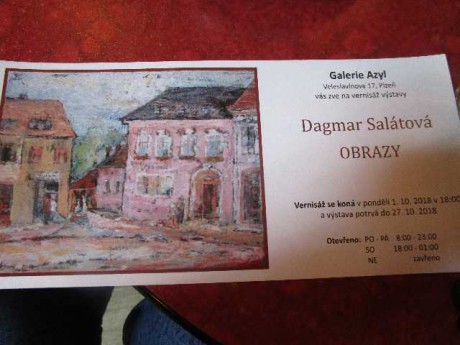 Galerie Azyl
Veleslavínova 17, Plzeň
vás zve na vernisáž výstavy
Dagmar Salátová
OBRAZY
Vernisáž se koná v pondělí 1. 10. 2018 v 18:00
a výstava potrvá do 27. 10. 2018
Otevřeno: PO - PÁ 8:00 - 23:00
SO 18:00 - 01:00
NE zavřeno